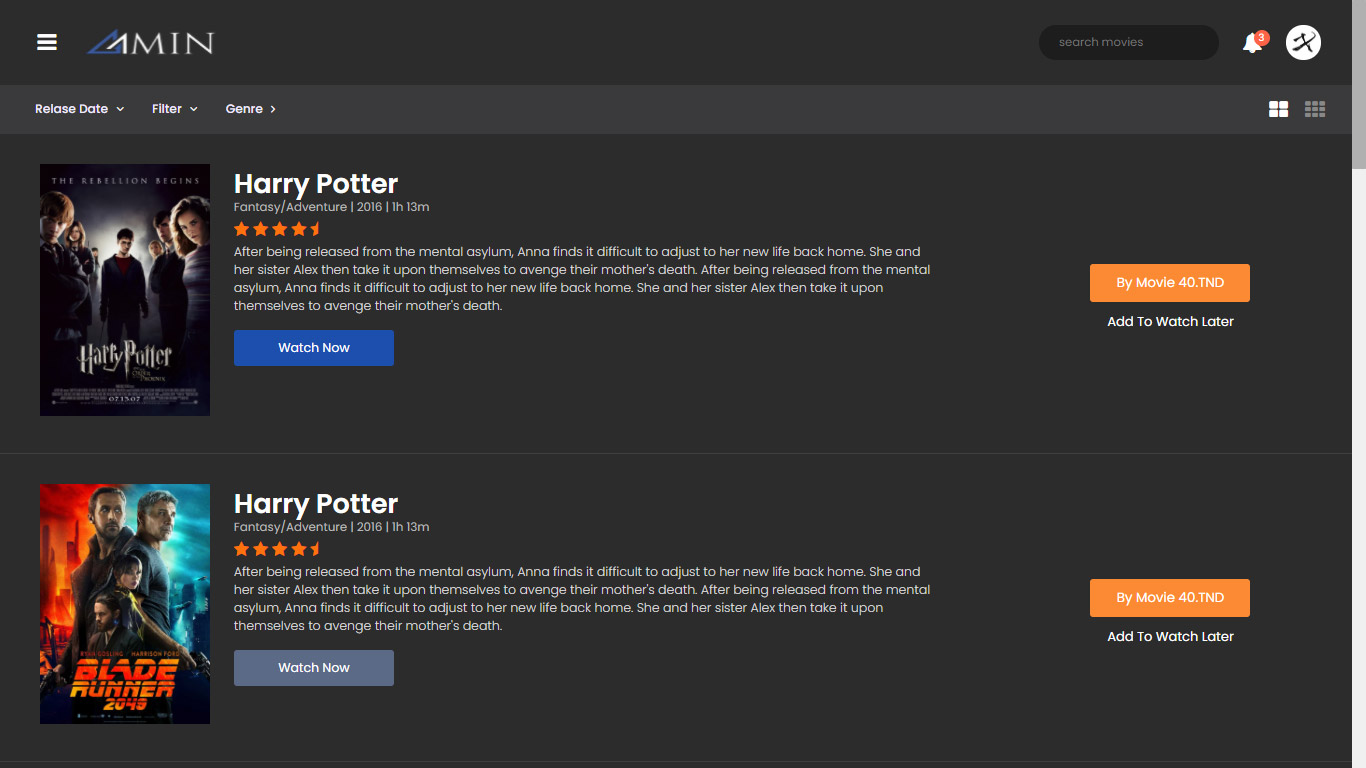 AMIN
search movies
3
Relase Date
Filter
Genre
THE REBELLION BEGINS
Harry Potter
07.13.07
Harry Potter
Fantasy/Adventure | 2016 | 1h 13m
After being released from the mental asylum, Anna finds it difficult to adjust to her new life back home. She and
her sister Alex then take it upon themselves to avenge their mother's death. After being released from the mental
asylum, Anna finds it difficult to adjust to her new life back home. She and her sister Alex then take it upon
themselves to avenge their mother's death.
Watch Now
By Movie 40.TND
Add To Watch Later
RYAN GOSLING / HARRISON FORD
BLADE
RUNNER
2049
Harry Potter
Fantasy/Adventure | 2016 | 1h 13m
After being released from the mental asylum, Anna finds it difficult to adjust to her new life back home. She and
her sister Alex then take it upon themselves to avenge their mother's death. After being released from the mental
asylum, Anna finds it difficult to adjust to her new life back home. She and her sister Alex then take it upon
themselves to avenge their mother's death.
Watch Now
By Movie 40.TND
Add To Watch Later